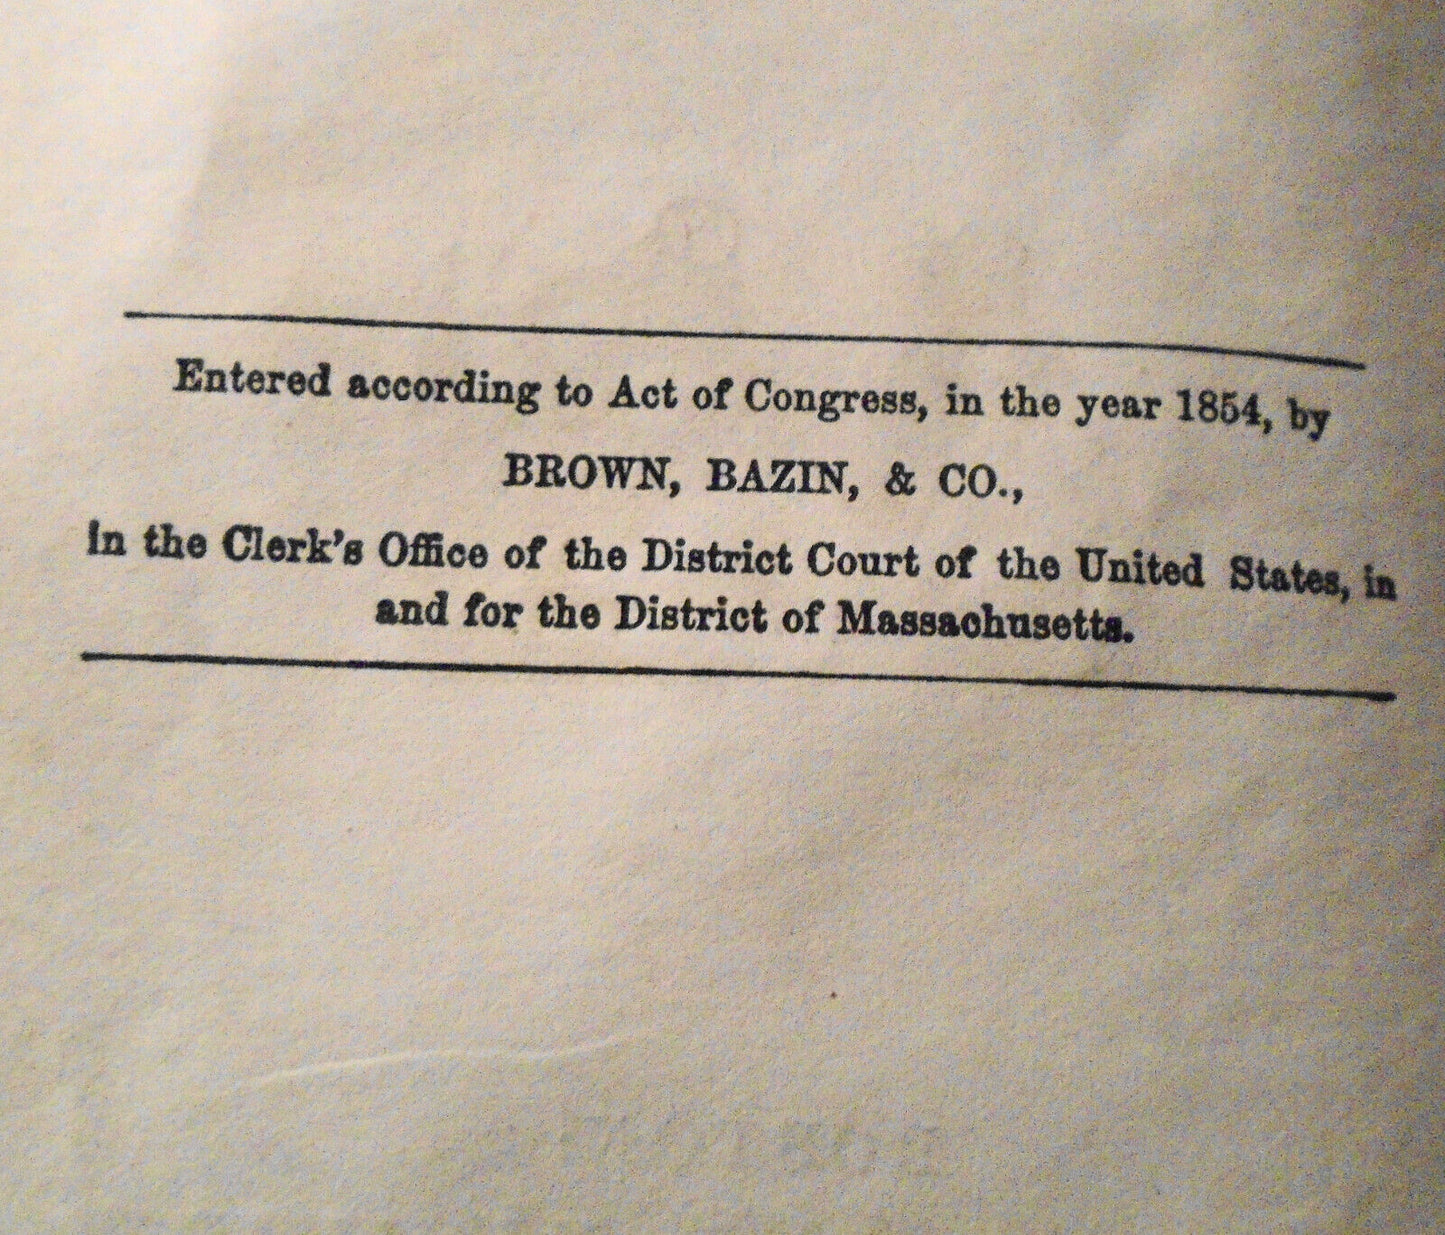 Entered according to Act of Congress, in the year 1854, by
BROWN, BAZIN, & CO.,
in the Clerk's Office of the District Court of the United States, in
and for the District of Massachusetts.